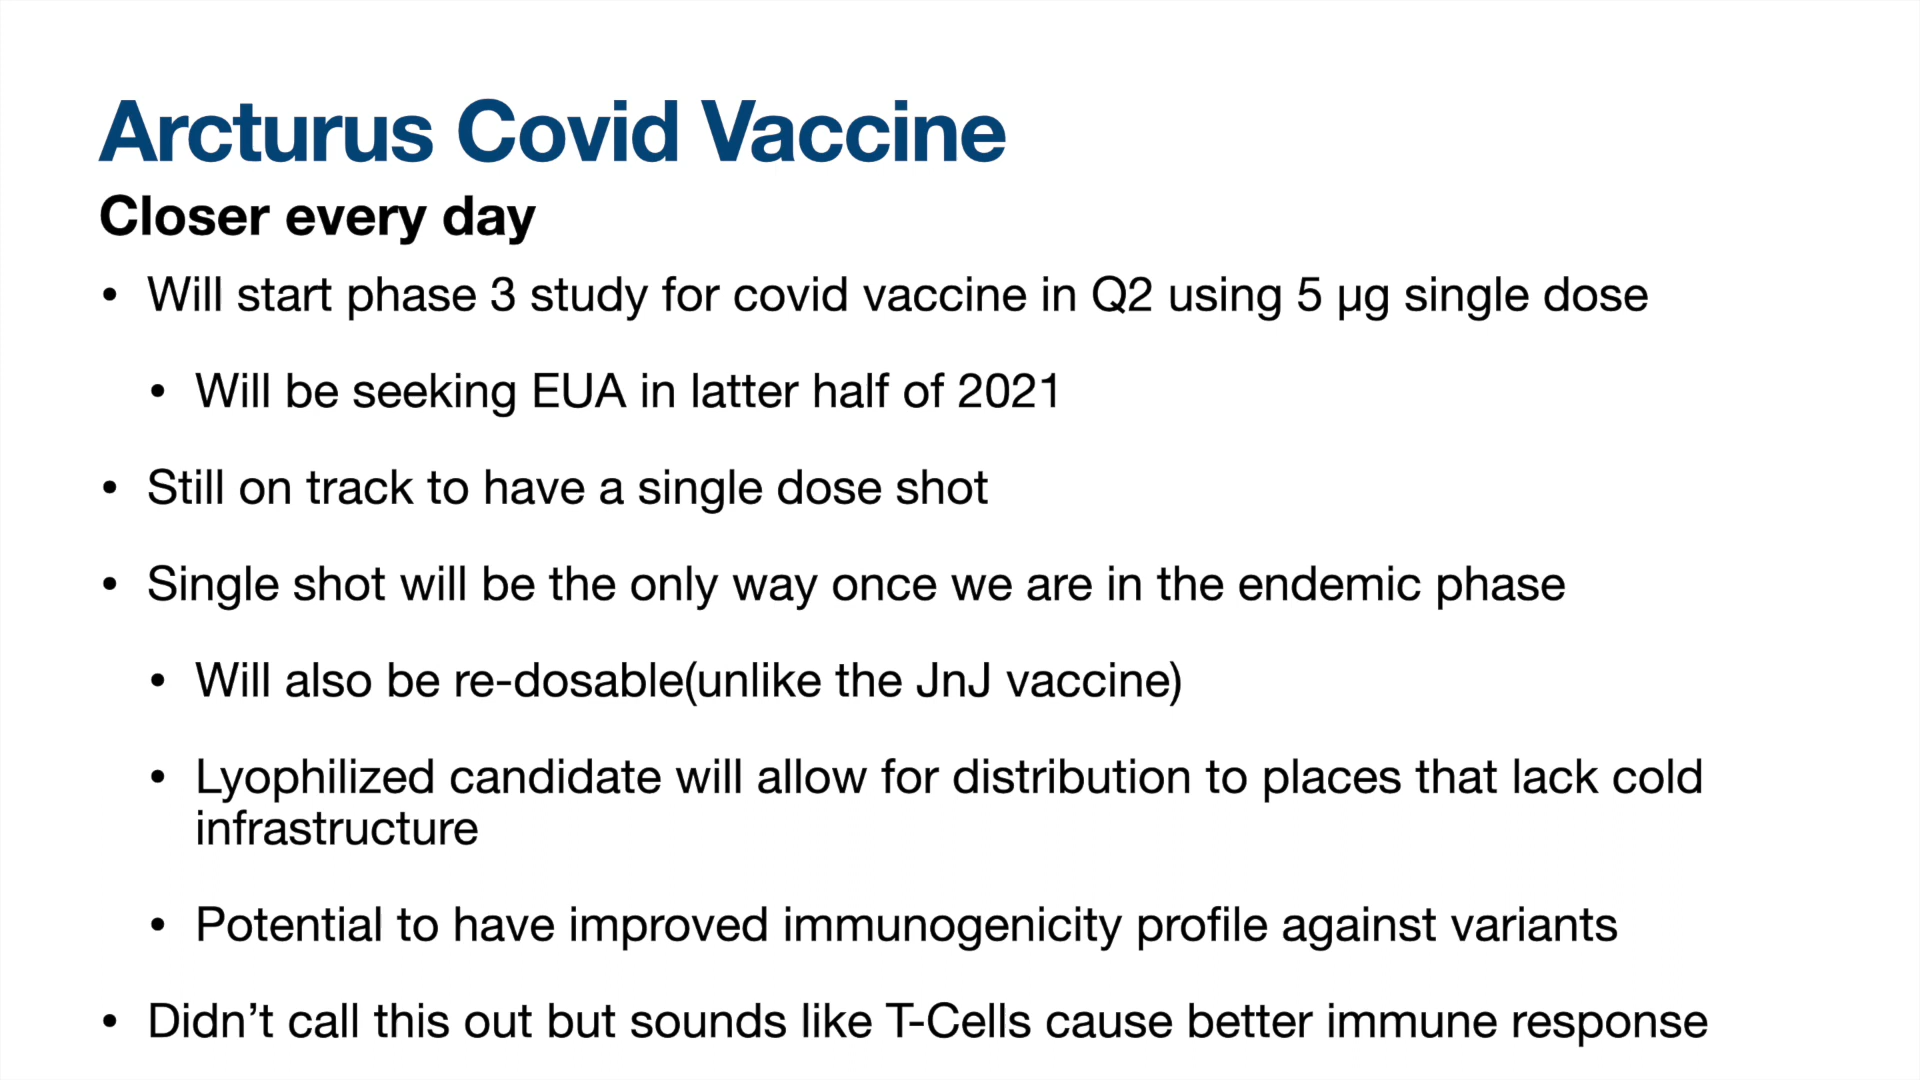 Arcturus Covid Vaccine
Closer every day
• Will start phase 3 study for covid vaccine in Q2 using 5 µg single dose
• Will be seeking EUA in latter half of 2021
• Still on track to have a single dose shot
• Single shot will be the only way once we are in the endemic phase
• Will also be re-dosable(unlike the JnJ vaccine)
• Lyophilized candidate will allow for distribution to places that lack cold
infrastructure
• Potential to have improved immunogenicity profile against variants
• Didn’t call this out but sounds like T-Cells cause better immune response